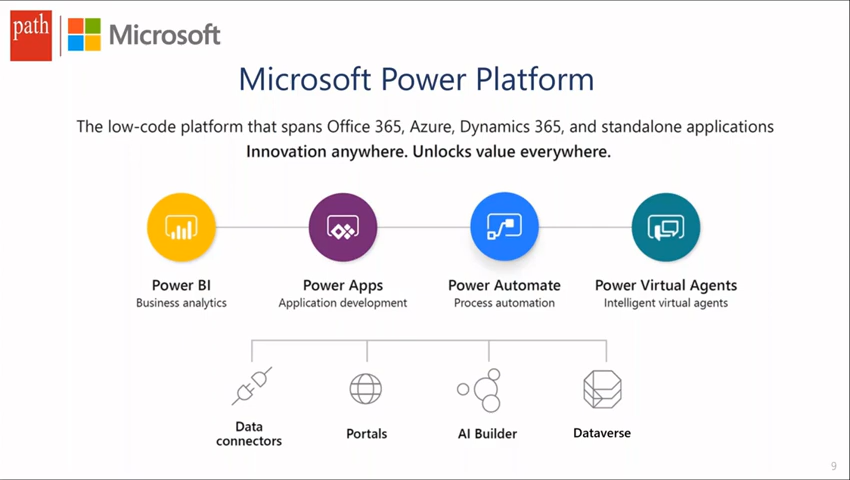 path
Microsoft
Microsoft Power Platform
The low-code platform that spans Office 365, Azure, Dynamics 365, and standalone applications
Innovation anywhere. Unlocks value everywhere.
Power BI
Business analytics
Power Apps
Application development
Power Automate
Process automation
Power Virtual Agents
Intelligent virtual agents
Data
connectors
Portals
AI Builder
Dataverse
9